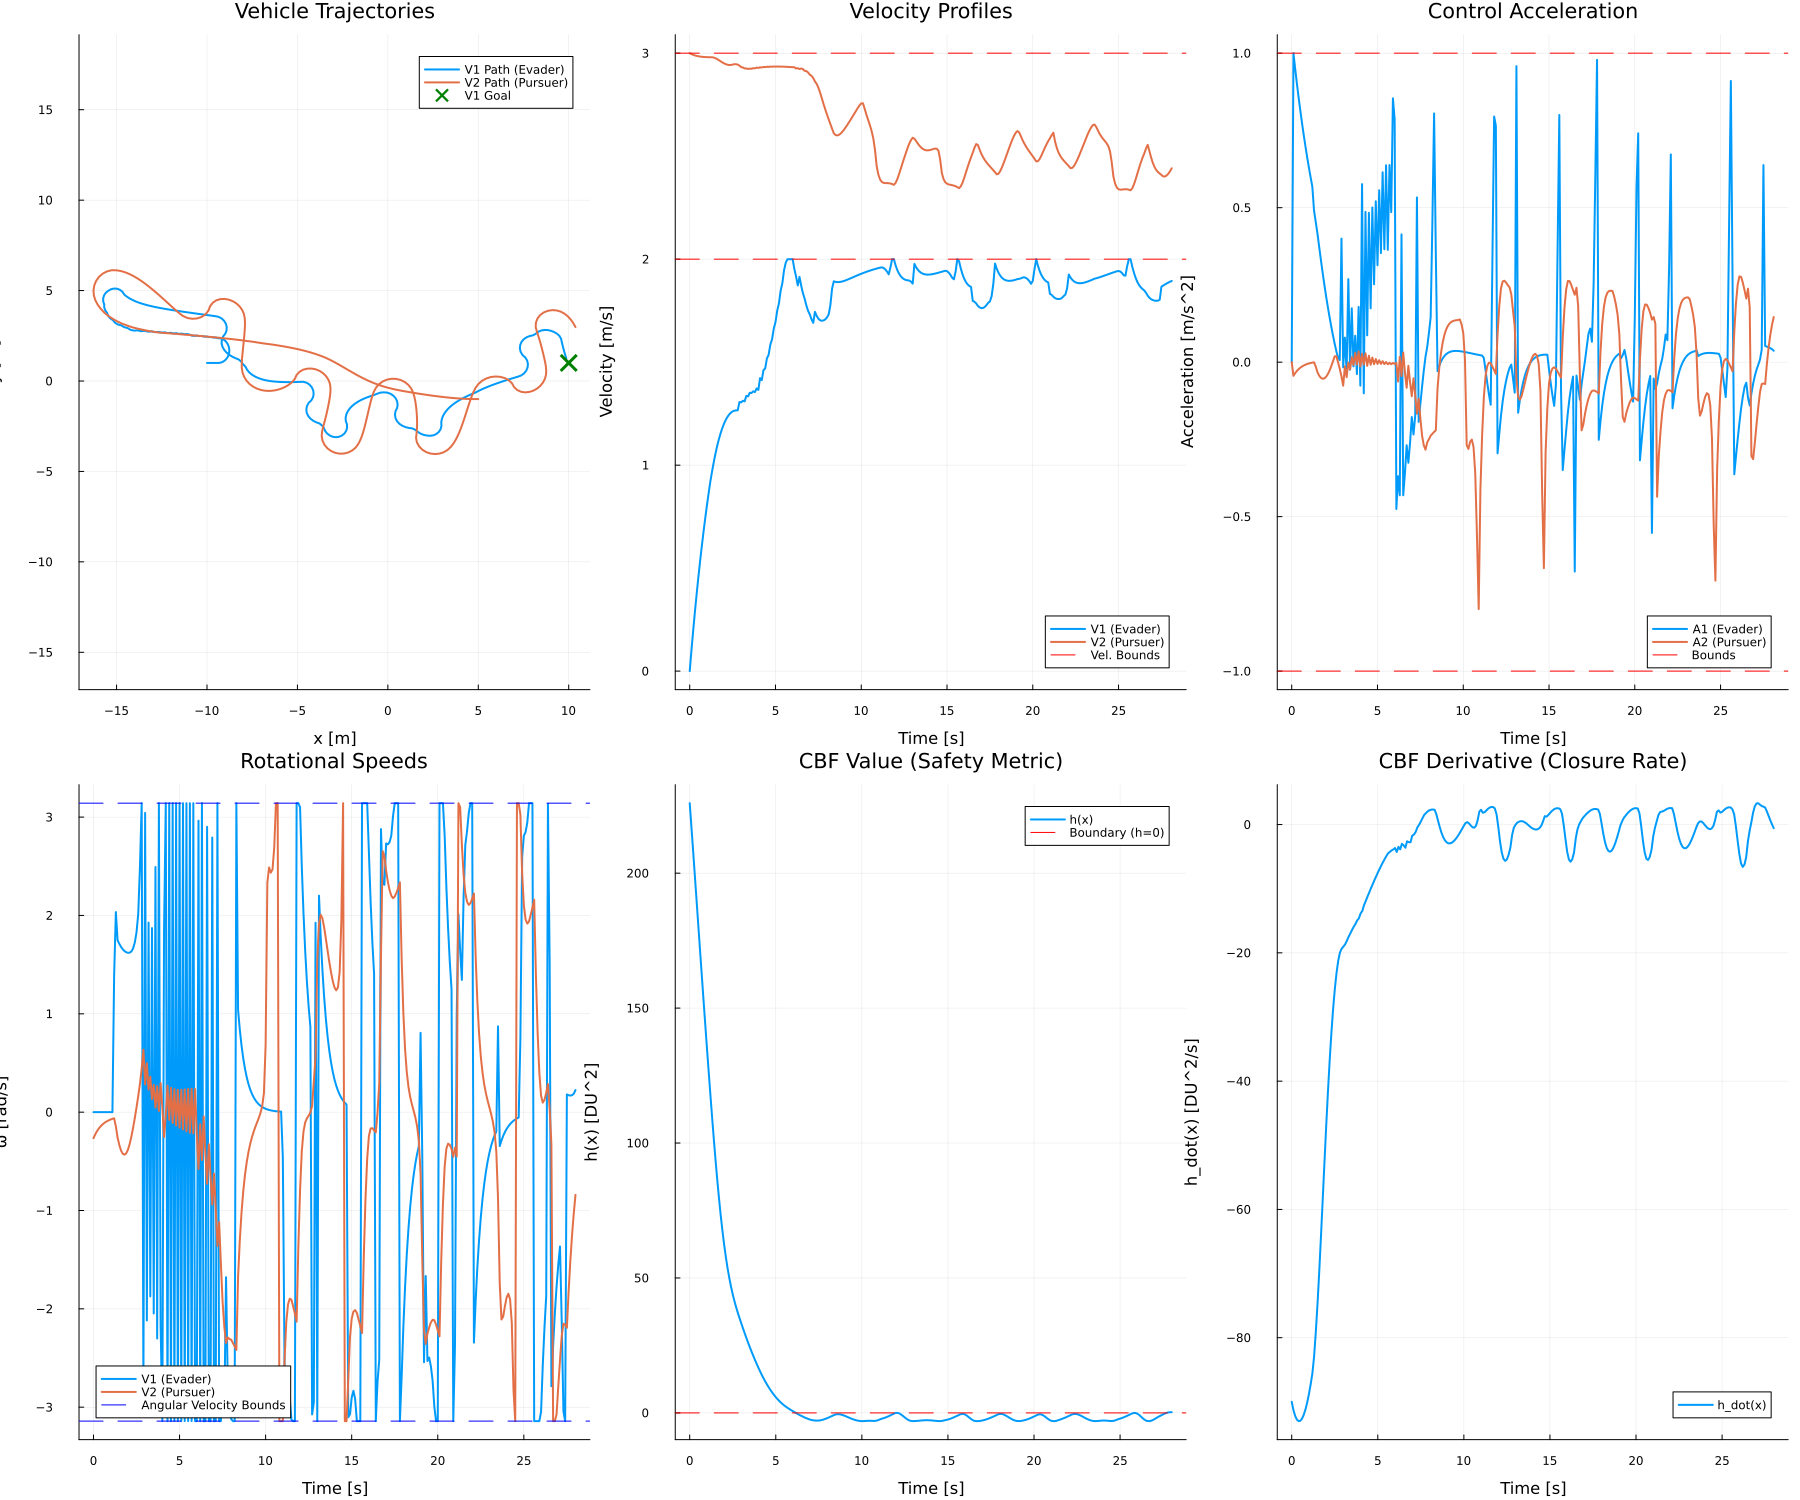 Vehicle Trajectories
V1 Path (Evader)
V2 Path (Pursuer)
V1 Goal
15
10
5
0
−5
−10
−15
−15
−10
−5
0
5
10
x [m]
Velocity Profiles
Velocity [m/s]
3
2
1
0
V1 (Evader)
V2 (Pursuer)
Vel. Bounds
0
5
10
15
20
25
Time [s]
Control Acceleration
Acceleration [m/s^2]
1.0
0.5
0.0
−0.5
−1.0
A1 (Evader)
A2 (Pursuer)
Bounds
0
5
10
15
20
25
Time [s]
Rotational Speeds
[rad/s]
3
2
1
0
−1
−2
−3
V1 (Evader)
V2 (Pursuer)
Angular Velocity Bounds
0
5
10
15
20
25
Time [s]
CBF Value (Safety Metric)
h(x) [DU^2]
h(x)
Boundary (h=0)
200
150
100
50
0
0
5
10
15
20
25
Time [s]
CBF Derivative (Closure Rate)
h_dot(x) [DU^2/s]
0
−20
−40
−60
−80
h_dot(x)
0
5
10
15
20
25
Time [s]